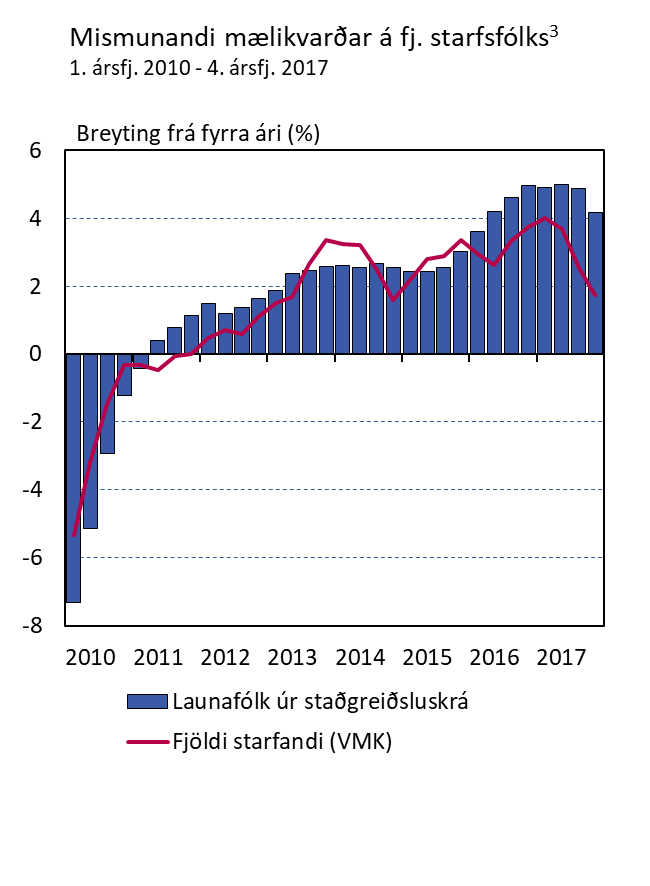 Mismunandi mælikvarðar á fj. starfsfólks³
1. ársfj. 2010 - 4. ársfj. 2017
Breyting frá fyrra ári (%)
6
4
2
0
-2
-4
-6
-8
2010 2011 2012 2013 2014 2015 2016 2017
Launafólk úr staðgreiðsluskrá
Fjöldi starfandi (VMK)